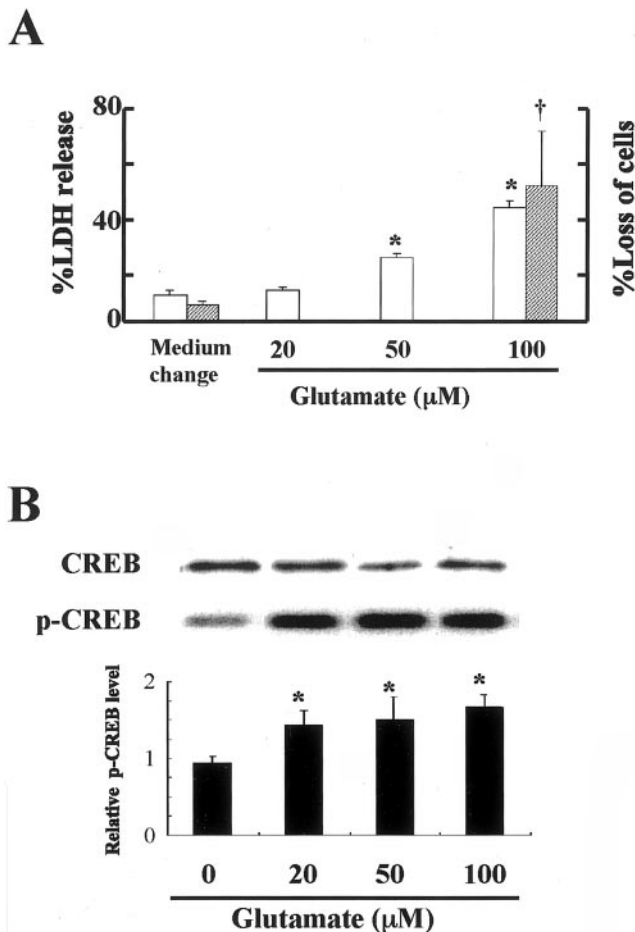 A
80
40
0
%LDH release
%Loss of cells
*
*
†
Medium change
20
50
100
Glutamate (μM)
B
CREB
p-CREB
2
1
0
Relative p-CREB level
*
*
*
0
20
50
100
Glutamate (μM)